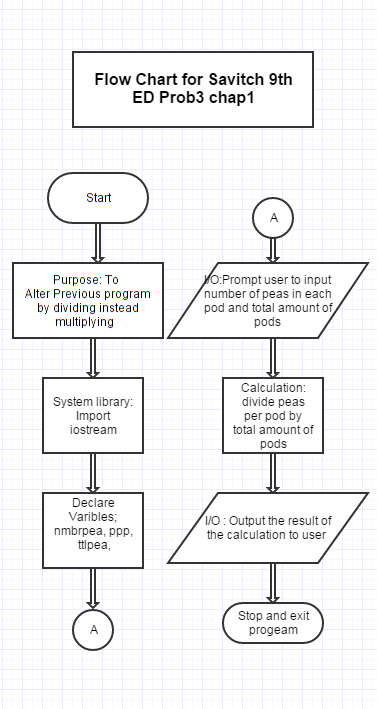 Flow Chart for Savitch 9th
ED Prob3 chap1
Start
Purpose: To
Alter Previous program
by dividing instead
multiplying
System library:
Import
iostream
Declare
Varibles;
nmbrpea, ppp,
ttlpea,
A
A
I/O:Prompt user to input
number of peas in each
pod and total amount of
pods
Calculation:
divide peas
per pod by
total amount of
pods
I/O : Output the result of
the calculation to user
Stop and exit
progeam